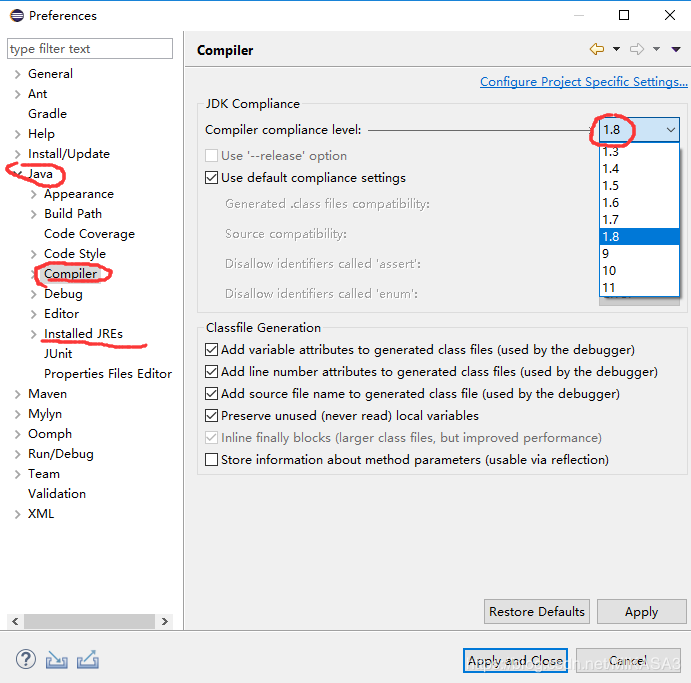 Preferences
type filter text
General
Ant
Gradle
Help
Install/Update
Java
Appearance
Build Path
Code Coverage
Code Style
Compiler
Debug
Editor
Installed JREs
JUnit
Properties Files Editor
Maven
Mylyn
Oomph
Run/Debug
Team
Validation
XML
Compiler
Configure Project Specific Settings...
JDK Compliance
Compiler compliance level:
1.8
1.3
1.4
1.5
1.6
1.7
1.8
9
10
11
Use '--release' option
Use default compliance settings
Generated .class files compatibility:
Source compatibility:
Disallow identifiers called 'assert':
Disallow identifiers called 'enum':
Classfile Generation
Add variable attributes to generated class files (used by the debugger)
Add line number attributes to generated class files (used by the debugger)
Add source file name to generated class file (used by the debugger)
Preserve unused (never read) local variables
Inline finally blocks (larger class files, but improved performance)
Store information about method parameters (usable via reflection)
Restore Defaults
Apply
Apply and Close
Cancel